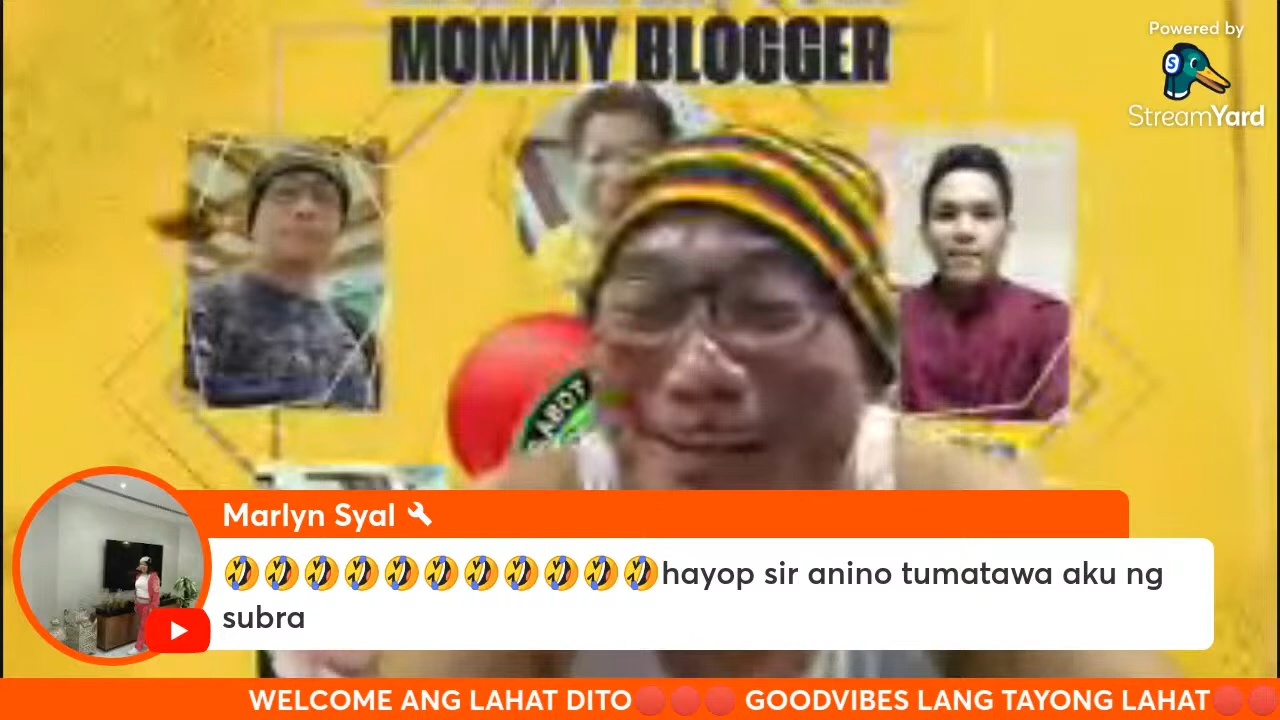 MOMMY BLOGGER
Powered by
StreamYard
ABOT
Marlyn Syal
🤣🤣🤣🤣🤣🤣🤣🤣🤣🤣🤣hayop sir anino tumatawa aku ng
subra
WELCOME ANG LAHAT DITO🔴🔴🔴 GOODVIBES LANG TAYONG LAHAT🔴🔴